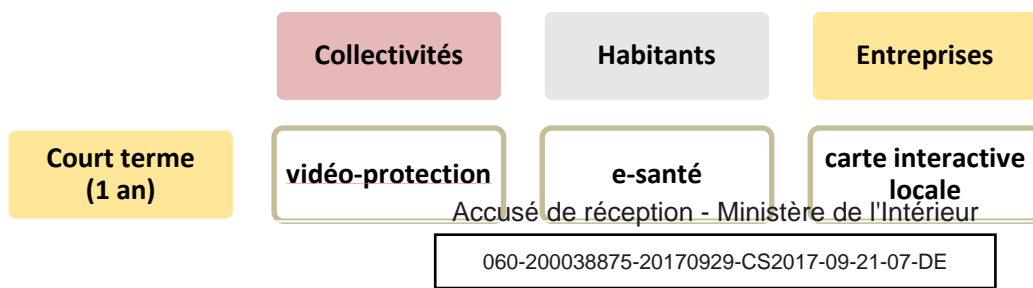 Collectivités
Habitants
Entreprises
Court terme
(1 an)
vidéo-protection
e-santé
carte interactive
locale
Accusé de réception - Ministère de l'Intérieur
060-200038875-20170929-CS2017-09-21-07-DE